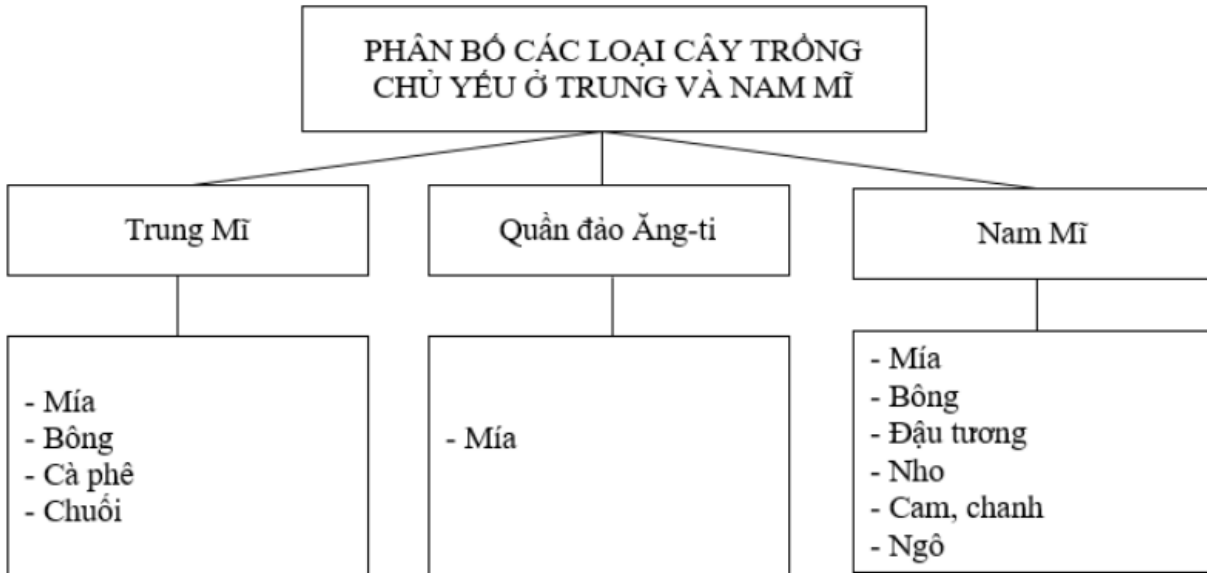 PHÂN BỐ CÁC LOẠI CÂY TRỒNG
CHỦ YẾU Ở TRUNG VÀ NAM MĨ
Trung Mĩ
Quần đảo Ăng-ti
Nam Mĩ
- Mía
- Bông
- Cà phê
- Chuối
- Mía
- Mía
- Bông
- Đậu tương
- Nho
- Cam, chanh
- Ngô